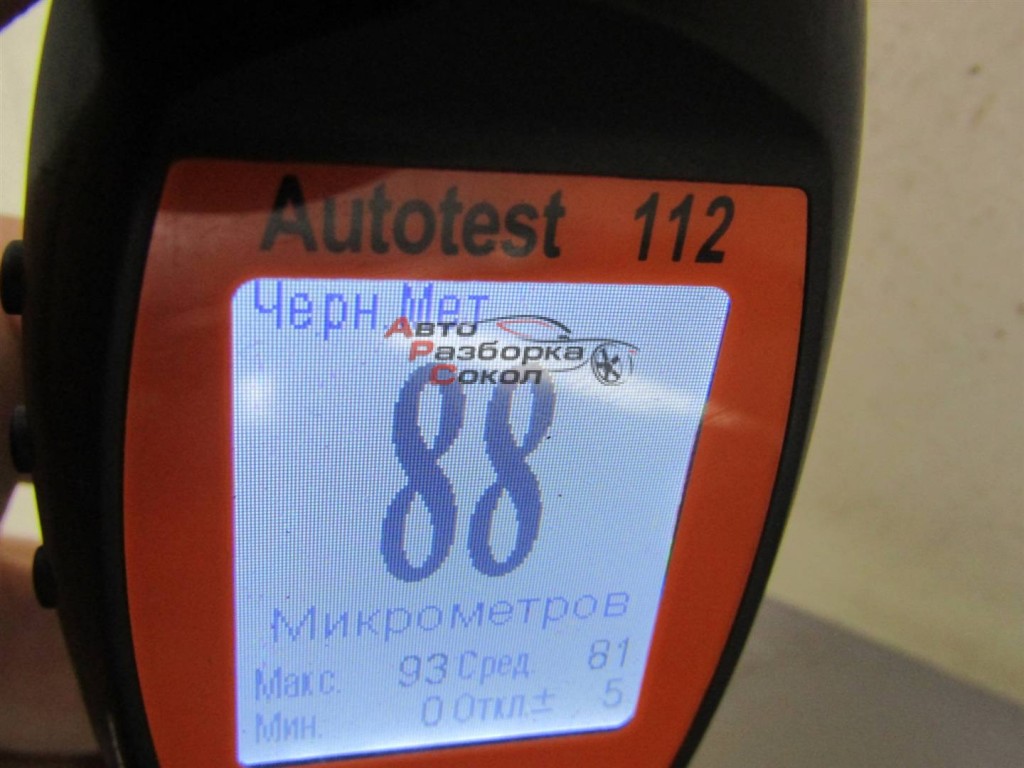 Autotest 112
Черн Мет
Авто
Разборка
Сокол
88
Микрометров
Макс. 93 Сред. 81
Мин. 0 Откл.± 5